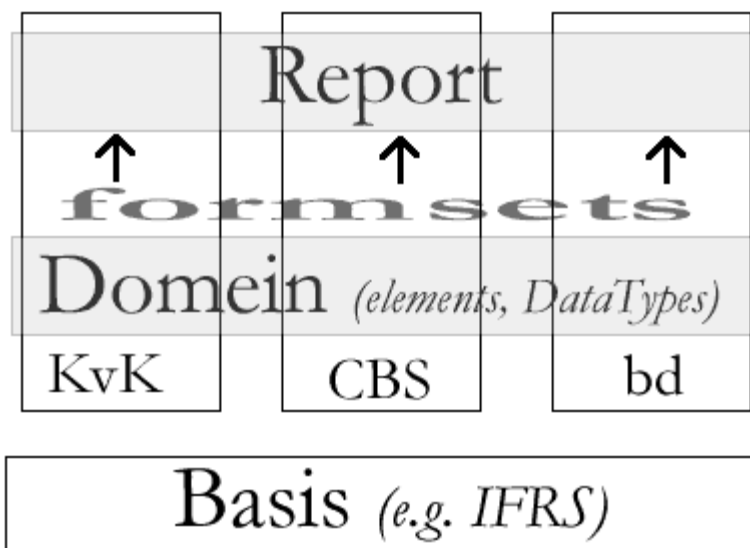 Report
formsets
Domein (elements, DataTypes)
KvK CBS bd
Basis (e.g. IFRS)